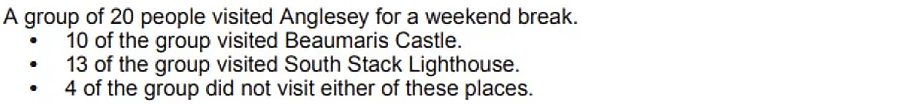 A group of 20 people visited Anglesey for a weekend break.
• 10 of the group visited Beaumaris Castle.
• 13 of the group visited South Stack Lighthouse.
• 4 of the group did not visit either of these places.